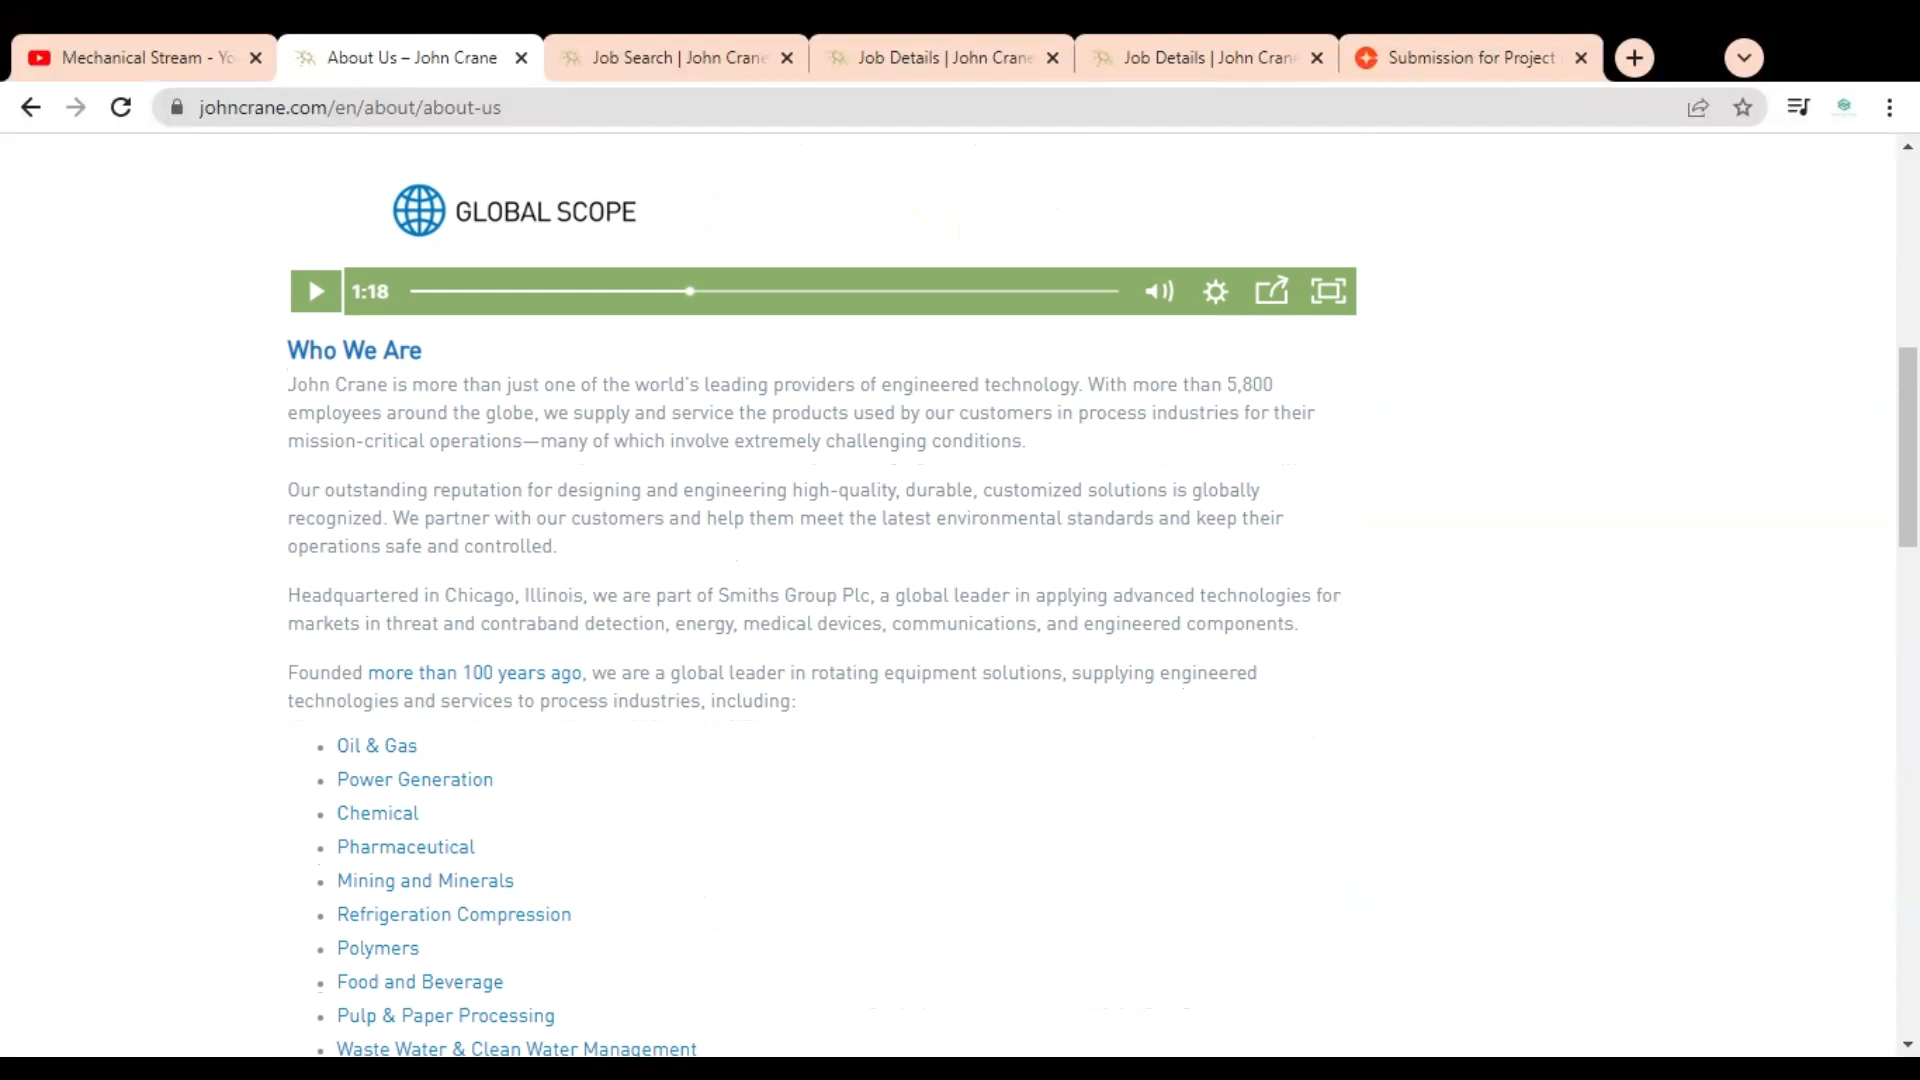 Mechanical Stream - Yo
About Us – John Crane
Job Search | John Crane
Job Details | John Crane
Job Details | John Cran
Submission for Project
johncrane.com/en/about/about-us
GLOBAL SCOPE
1:18
Who We Are
John Crane is more than just one of the world's leading providers of engineered technology. With more than 5,800
employees around the globe, we supply and service the products used by our customers in process industries for their
mission-critical operations—many of which involve extremely challenging conditions.
Our outstanding reputation for designing and engineering high-quality, durable, customized solutions is globally
recognized. We partner with our customers and help them meet the latest environmental standards and keep their
operations safe and controlled.
Headquartered in Chicago, Illinois, we are part of Smiths Group Plc, a global leader in applying advanced technologies for
markets in threat and contraband detection, energy, medical devices, communications, and engineered components.
Founded more than 100 years ago, we are a global leader in rotating equipment solutions, supplying engineered
technologies and services to process industries, including:
Oil & Gas
Power Generation
Chemical
Pharmaceutical
Mining and Minerals
Refrigeration Compression
Polymers
Food and Beverage
Pulp & Paper Processing
Waste Water & Clean Water Management